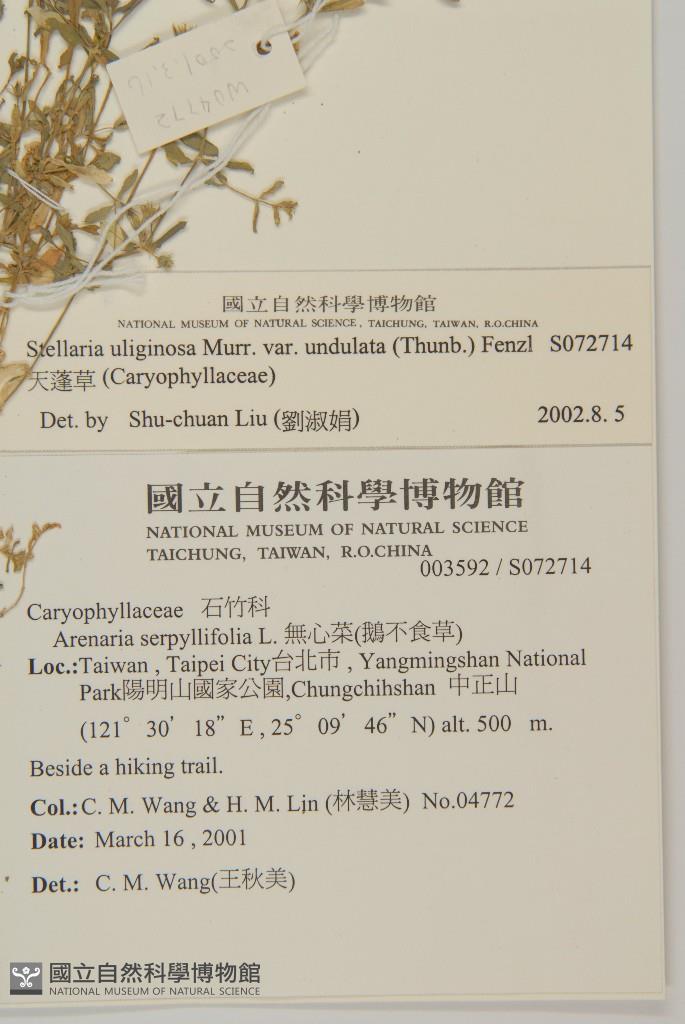 2001.3.16
W04772
國立自然科學博物館
NATIONAL MUSEUM OF NATURAL SCIENCE, TAICHUNG, TAIWAN, R.O.CHINA
Stellaria uliginosa Murr. var. undulata (Thunb.) Fenzl S072714
天蓬草 (Caryophyllaceae)
Det. by Shu-chuan Liu (劉淑娟) 2002.8. 5
國立自然科學博物館
NATIONAL MUSEUM OF NATURAL SCIENCE
TAICHUNG, TAIWAN, R.O.CHINA
003592 / S072714
Caryophyllaceae 石竹科
Arenaria serpyllifolia L. 無心菜(鵝不食草)
Loc.:Taiwan , Taipei City台北市 , Yangmingshan National
Park陽明山國家公園,Chungchihshan 中正山
(121° 30’ 18” E , 25° 09’ 46” N) alt. 500 m.
Beside a hiking trail.
Col.:C. M. Wang & H. M. Lin (林慧美) No.04772
Date: March 16 , 2001
Det.: C. M. Wang(王秋美)
國立自然科學博物館
NATIONAL MUSEUM OF NATURAL SCIENCE